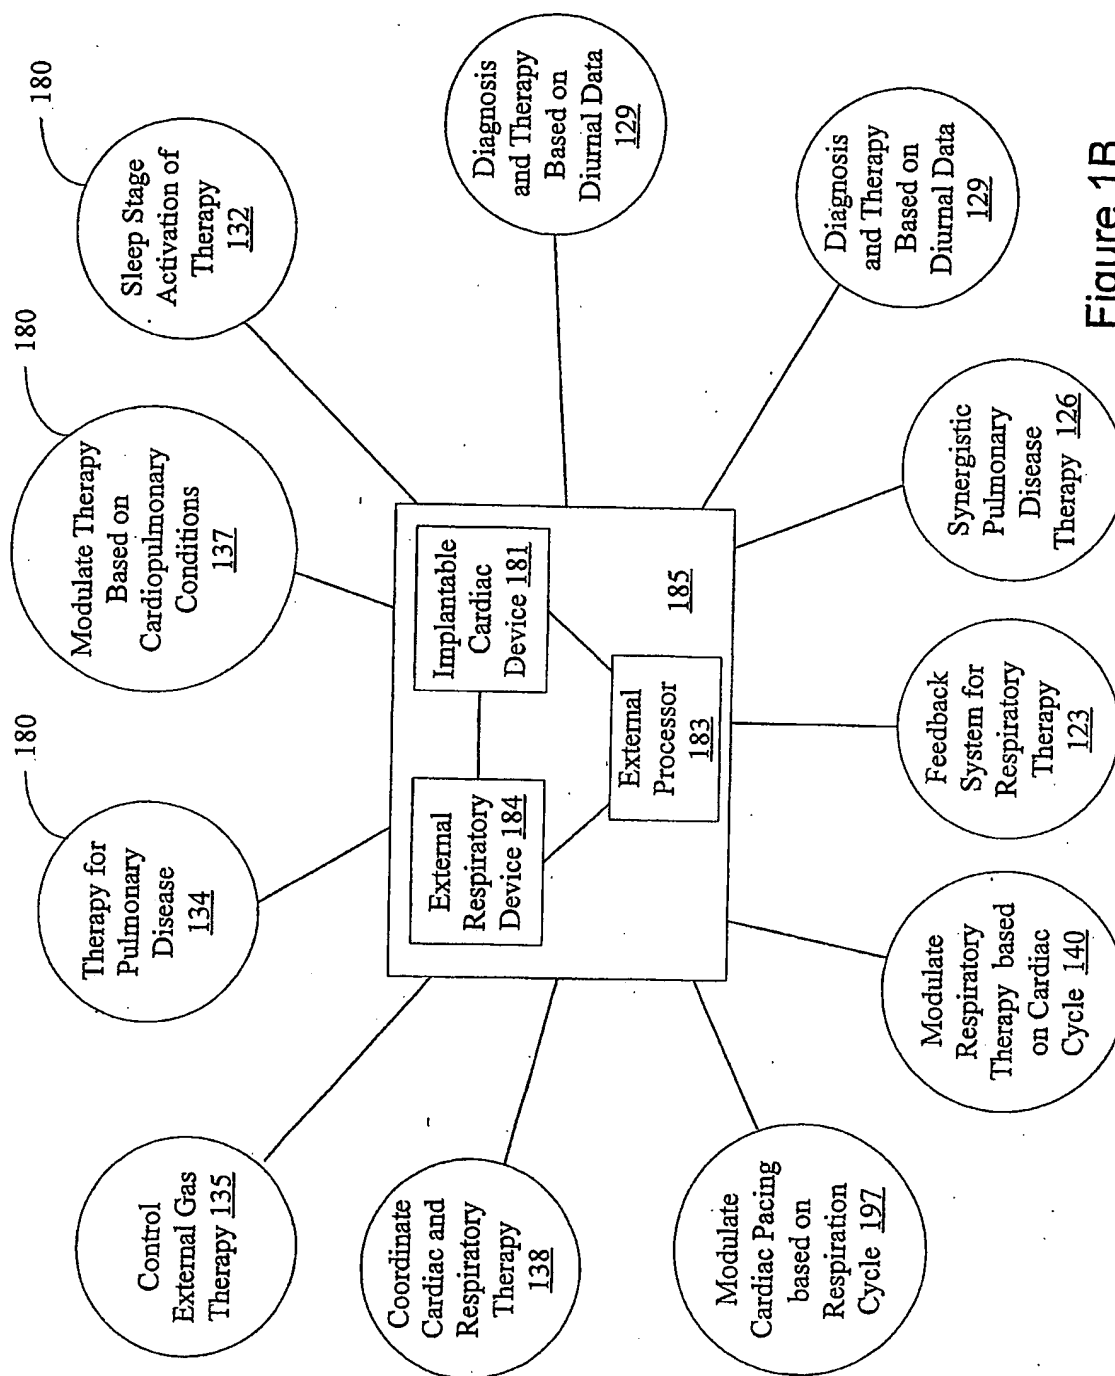 180
Sleep Stage
Activation of
Therapy
132
180
Modulate Therapy
Based on
Cardiopulmonary
Conditions
137
180
Therapy for
Pulmonary
Disease
134
Control
External Gas
Therapy 135
Diagnosis
and Therapy
Based on
Diurnal Data
129
Implantable
Cardiac
Device 181
External
Respiratory
Device 184
External
Processor
183
185
Coordinate
Cardiac and
Respiratory
Therapy
138
Diagnosis
and Therapy
Based on
Diurnal Data
129
Synergistic
Pulmonary
Disease
Therapy 126
Feedback
System for
Respiratory
Therapy
123
Modulate
Respiratory
Therapy based
on Cardiac
Cycle 140
Modulate
Cardiac Pacing
based on
Respiration
Cycle 197
Figure 1B